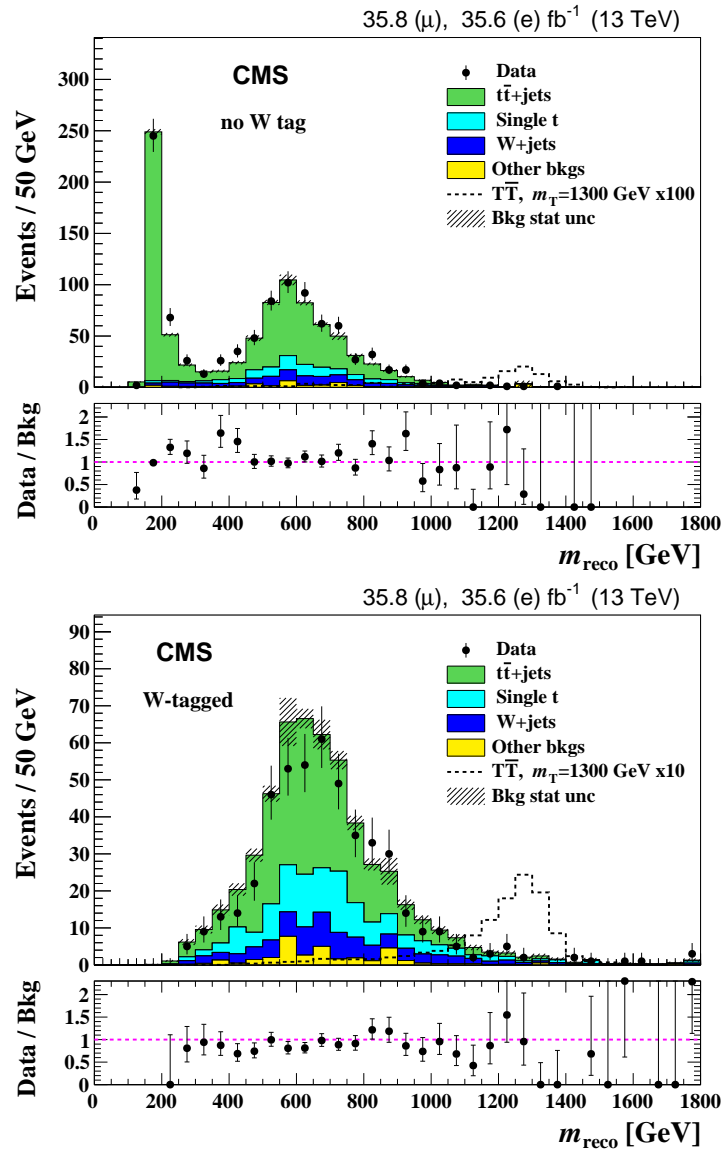 35.8 (μ), 35.6 (e) fb⁻¹ (13 TeV)
CMS
no W tag
Data
tt̅+jets
Single t
W+jets
Other bkgs
TT̅, m_T=1300 GeV x100
Bkg stat unc
Events / 50 GeV
300
250
200
150
100
50
0
Data / Bkg
2
1.5
1
0.5
0
0 200 400 600 800 1000 1200 1400 1600 1800
m_reco [GeV]
35.8 (μ), 35.6 (e) fb⁻¹ (13 TeV)
CMS
W-tagged
Data
tt̅+jets
Single t
W+jets
Other bkgs
TT̅, m_T=1300 GeV x10
Bkg stat unc
Events / 50 GeV
90
80
70
60
50
40
30
20
10
0
Data / Bkg
2
1.5
1
0.5
0
0 200 400 600 800 1000 1200 1400 1600 1800
m_reco [GeV]